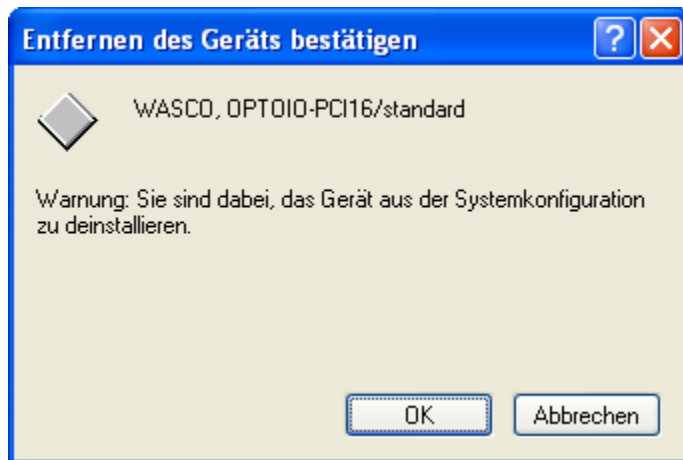 Entfernen des Geräts bestätigen
WASCO, OPTOIO-PCI16/standard
Warnung: Sie sind dabei, das Gerät aus der Systemkonfiguration
zu deinstallieren.
OK Abbrechen